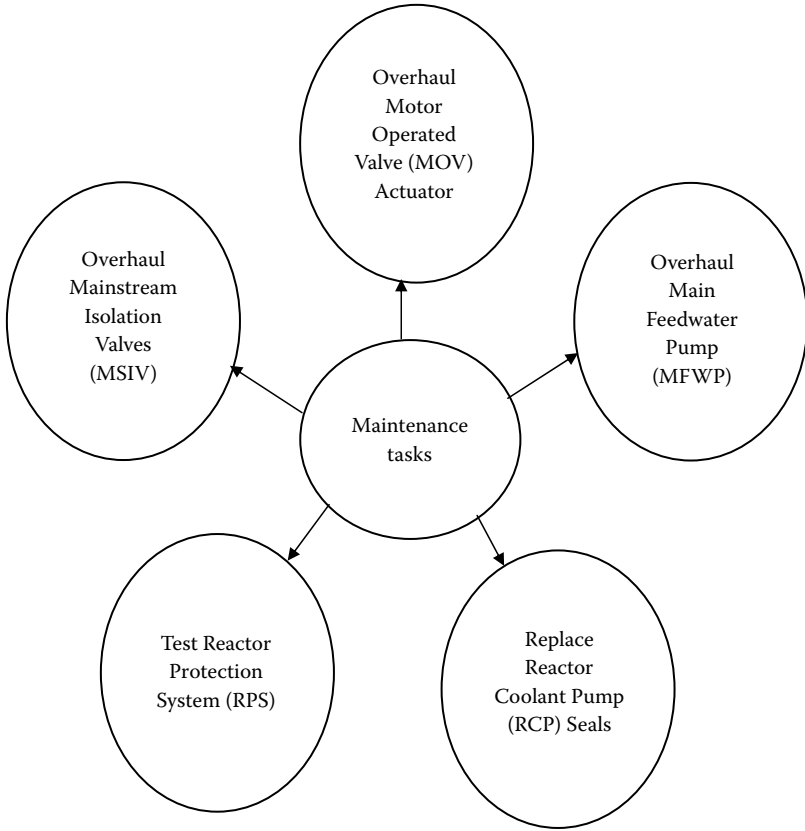 Overhaul
Motor
Operated
Valve (MOV)
Actuator
Overhaul
Mainstream
Isolation
Valves
(MSIV)
Overhaul
Main
Feedwater
Pump
(MFWP)
Maintenance
tasks
Test Reactor
Protection
System (RPS)
Replace
Reactor
Coolant Pump
(RCP) Seals